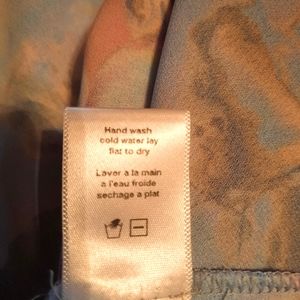 Hand wash
cold water lay
flat to dry
Laver a la main
a l'eau froide
sechage a plat